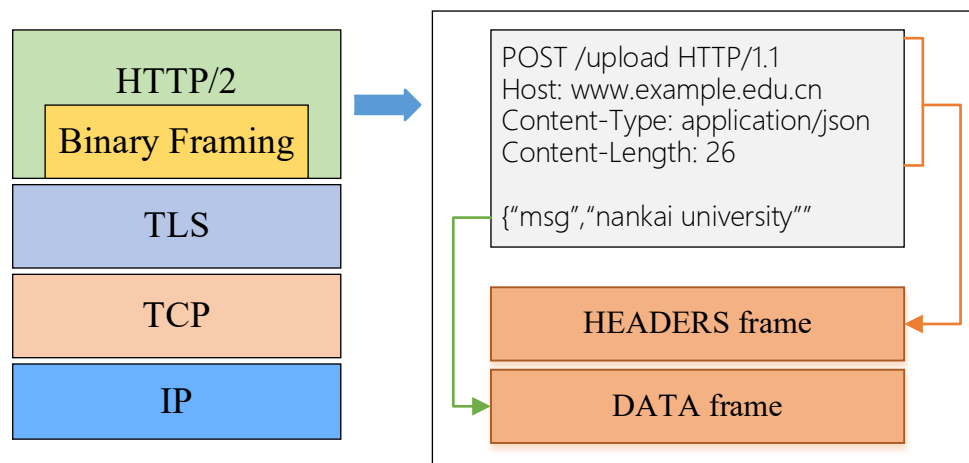 HTTP/2
Binary Framing
TLS
TCP
IP
POST /upload HTTP/1.1
Host: www.example.edu.cn
Content-Type: application/json
Content-Length: 26
{“msg”,“nankai university””
HEADERS frame
DATA frame